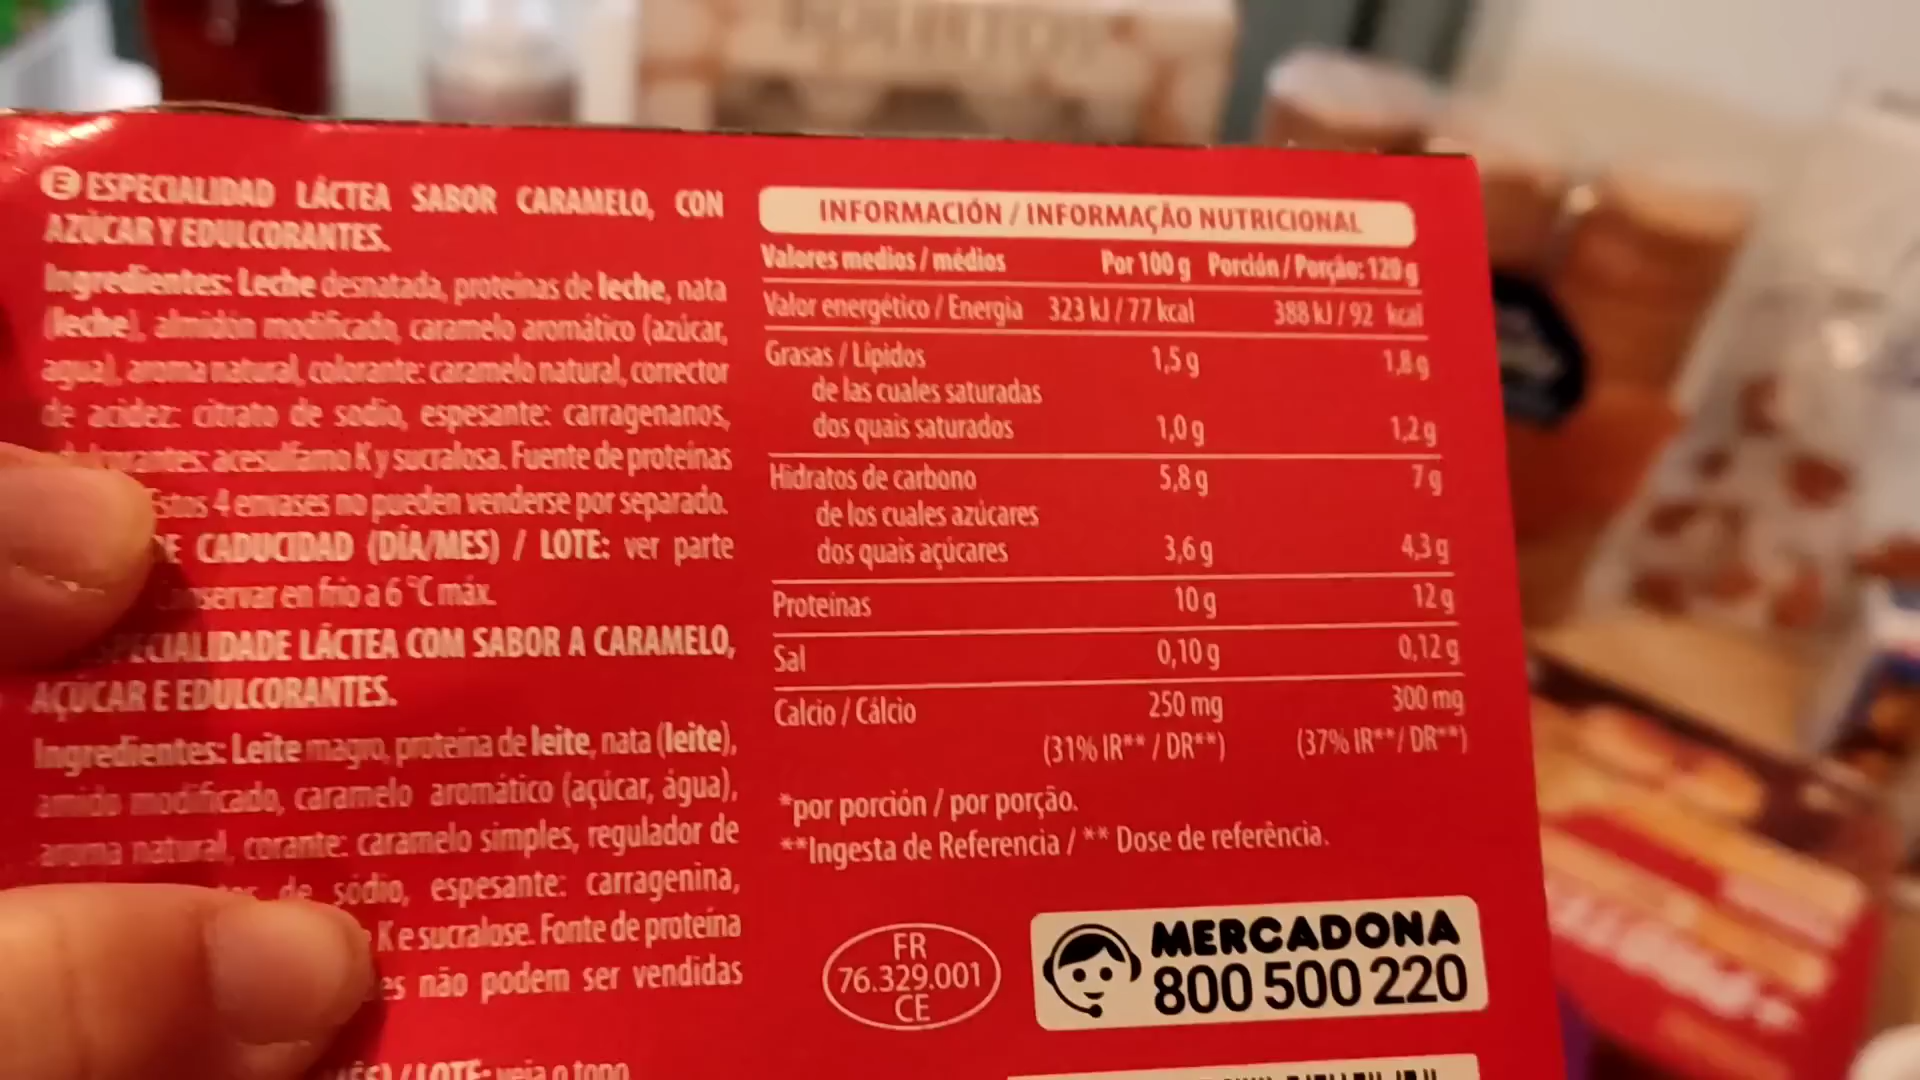 E ESPECIALIDAD LÁCTEA SABOR CARAMELO, CON
AZÚCAR Y EDULCORANTES.
Ingredientes: Leche desnatada, proteínas de leche, nata
(leche), almidón modificado, caramelo aromático (azúcar,
agua), aroma natural, colorante: caramelo natural, corrector
de acidez: citrato de sodio, espesante: carragenanos,
acesulfamo K y sucralosa. Fuente de proteínas
Estos 4 envases no pueden venderse por separado.
CADUCIDAD (DÍA/MES) / LOTE: ver parte
en frío a 6 °C máx.
LÁCTEA COM SABOR A CARAMELO,
AÇÚCAR E EDULCORANTES.
Ingredientes: Leite magro, proteína de leite, nata (leite),
amido modificado, caramelo aromático (açúcar, água),
aroma natural, corante: caramelo simples, regulador de
de sódio, espesante: carragenina,
K e sucralose. Fonte de proteína
não podem ser vendidas
/ LOTE: veja o topo
INFORMACIÓN / INFORMAÇÃO NUTRICIONAL
Valores medios / médios Por 100 g Porción / Porção: 120 g
Valor energético / Energia 323 kJ / 77 kcal 388 kJ / 92 kcal
Grasas / Lípidos 1,5 g 1,8 g
de las cuales saturadas
dos quais saturados 1,0 g 1,2 g
Hidratos de carbono 5,8 g 7 g
de los cuales azúcares
dos quais açúcares 3,6 g 4,3 g
Proteínas 10 g 12 g
Sal 0,10 g 0,12 g
Calcio / Cálcio 250 mg 300 mg
(31% IR** / DR**) (37% IR** / DR**)
*por porción / por porção.
**Ingesta de Referencia / ** Dose de referência.
FR
76.329.001
CE
MERCADONA
800 500 220